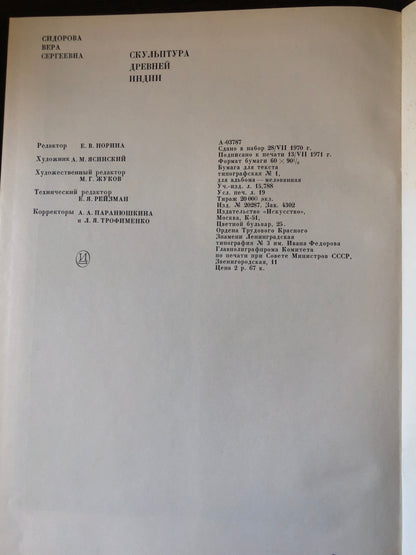 СИДОРОВА
ВЕРА
СЕРГЕЕВНА
СКУЛЬПТУРА
ДРЕВНЕЙ
ИНДИИ
Редактор Е. В. НОРИНА
Художник А. М. ЯСИНСКИЙ
Художественный редактор
М. Г. ЖУКОВ
Технический редактор
Е. Я. РЕЙЗМАН
Корректоры А. А. ПАРАНЮШКИНА
и Л. Я. ТРОФИМЕНКО
А-03787
Сдано в набор 28/VII 1970 г.
Подписано к печати 13/VII 1971 г.
Формат бумаги 60 × 90⅛
Бумага для текста
типографская № 1,
для альбома — мелованная
Уч.-изд. л. 15,788
Усл. печ. л. 19
Тираж 20 000 экз.
Изд. № 20287. Зак. 4302
Издательство «Искусство»,
Москва, К-51,
Цветной бульвар, 25.
Ордена Трудового Красного
Знамени Ленинградская
типография № 3 им. Ивана Федорова
Главполиграфпрома Комитета
по печати при Совете Министров СССР,
Звенигородская, 11
Цена 2 р. 67 к.
И